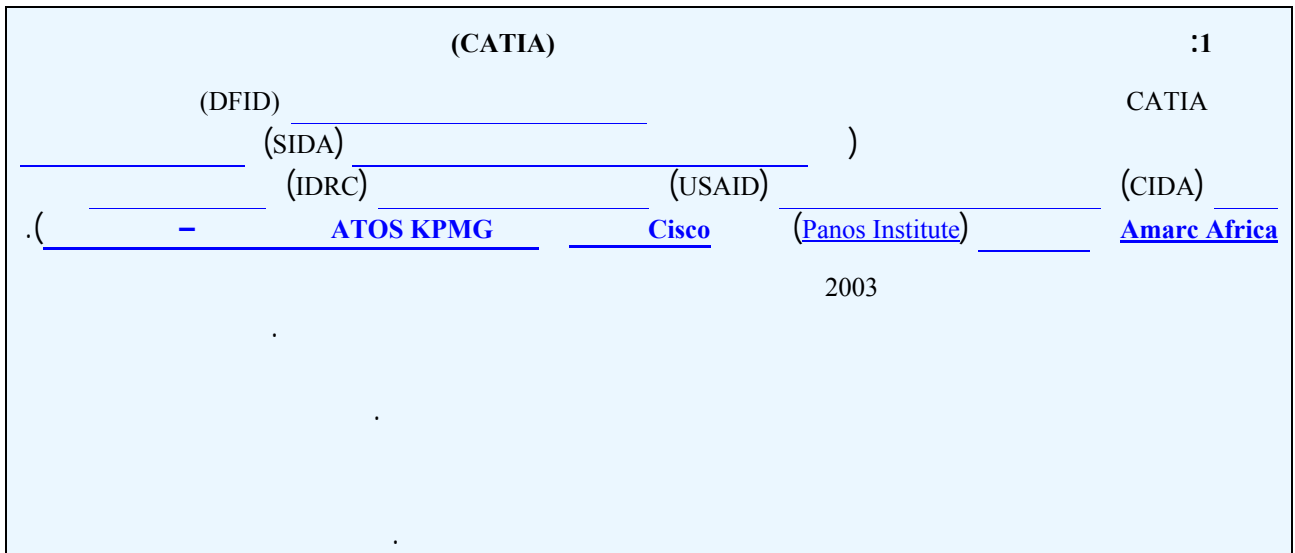 1: (CATIA)
CATIA (DFID)
( (SIDA)
(CIDA) (USAID) (IDRC)
Amarc Africa (Panos Institute) Cisco ATOS KPMG – ).
2003
.
.
.